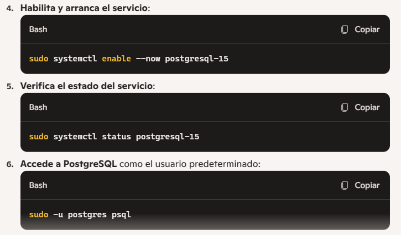 4. Habilita y arranca el servicio:
Bash Copiar
sudo systemctl enable --now postgresql-15
5. Verifica el estado del servicio:
Bash Copiar
sudo systemctl status postgresql-15
6. Accede a PostgreSQL como el usuario predeterminado:
Bash Copiar
sudo -u postgres psql